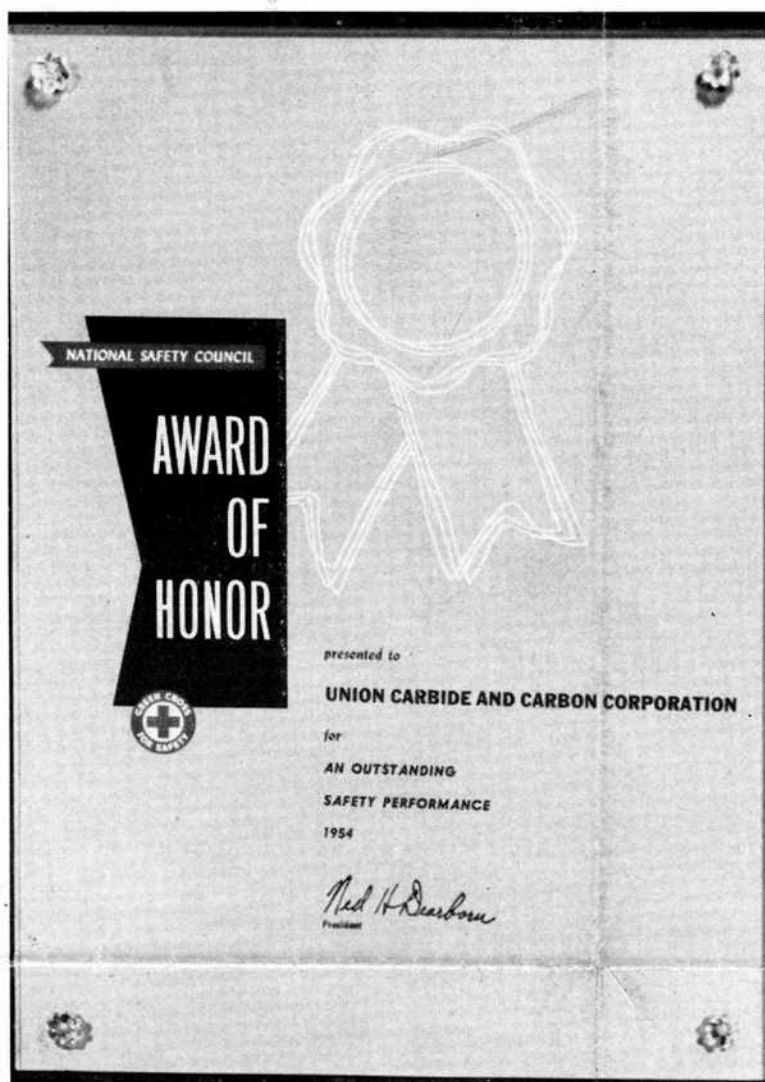 NATIONAL SAFETY COUNCIL
AWARD
OF
HONOR
GREEN CROSS
FOR SAFETY
presented to
UNION CARBIDE AND CARBON CORPORATION
for
AN OUTSTANDING
SAFETY PERFORMANCE
1954
Ned H Dearborn
President